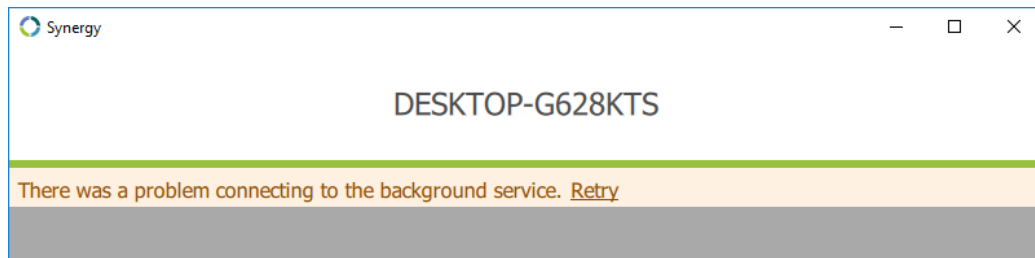 Synergy
DESKTOP-G628KTS
There was a problem connecting to the background service. Retry